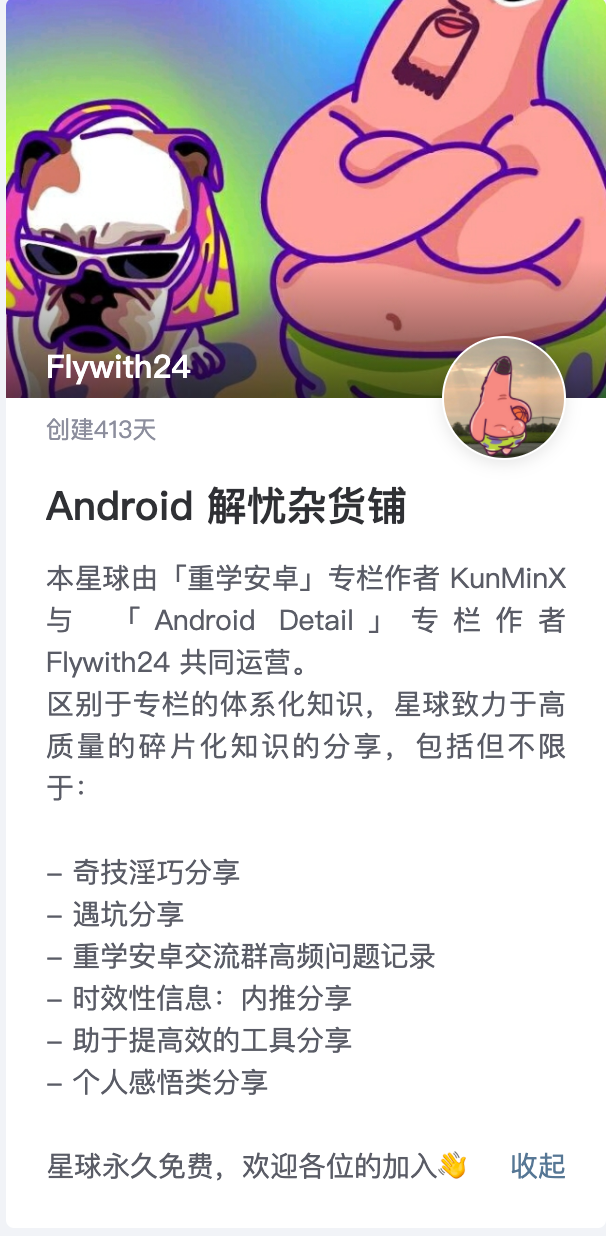 Flywith24
创建413天
Android 解忧杂货铺
本星球由「重学安卓」专栏作者 KunMinX
与 「 Android Detail 」 专栏作者
Flywith24 共同运营。
区别于专栏的体系化知识，星球致力于高
质量的碎片化知识的分享，包括但不限
于：
- 奇技淫巧分享
- 遇坑分享
- 重学安卓交流群高频问题记录
- 时效性信息：内推分享
- 助于提高效的工具分享
- 个人感悟类分享
星球永久免费，欢迎各位的加入👋 收起